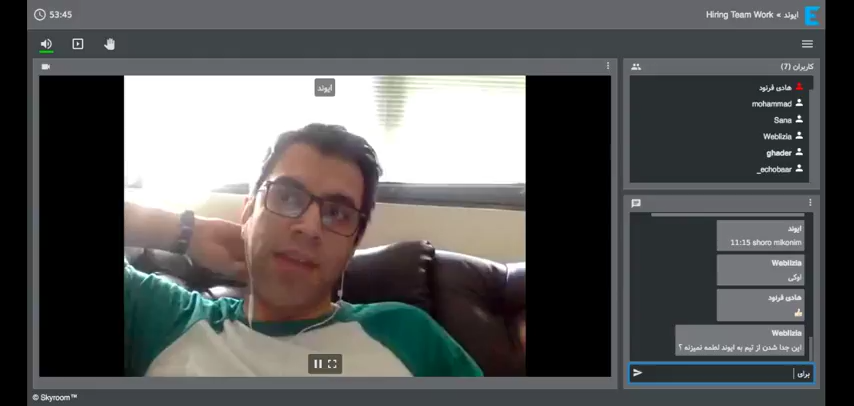 53:45
ایوند » Hiring Team Work
کاربران (7)
هادی فرنود
mohammad
Sana
Weblizia
ghader
echobaar_
ایوند
ایوند
11:15 shoro mikonim
Weblizia
اوکی
هادی فرنود
Weblizia
این جدا شدن از تیم به ایوند لطمه نمیزنه ؟
برای
© Skyroom™